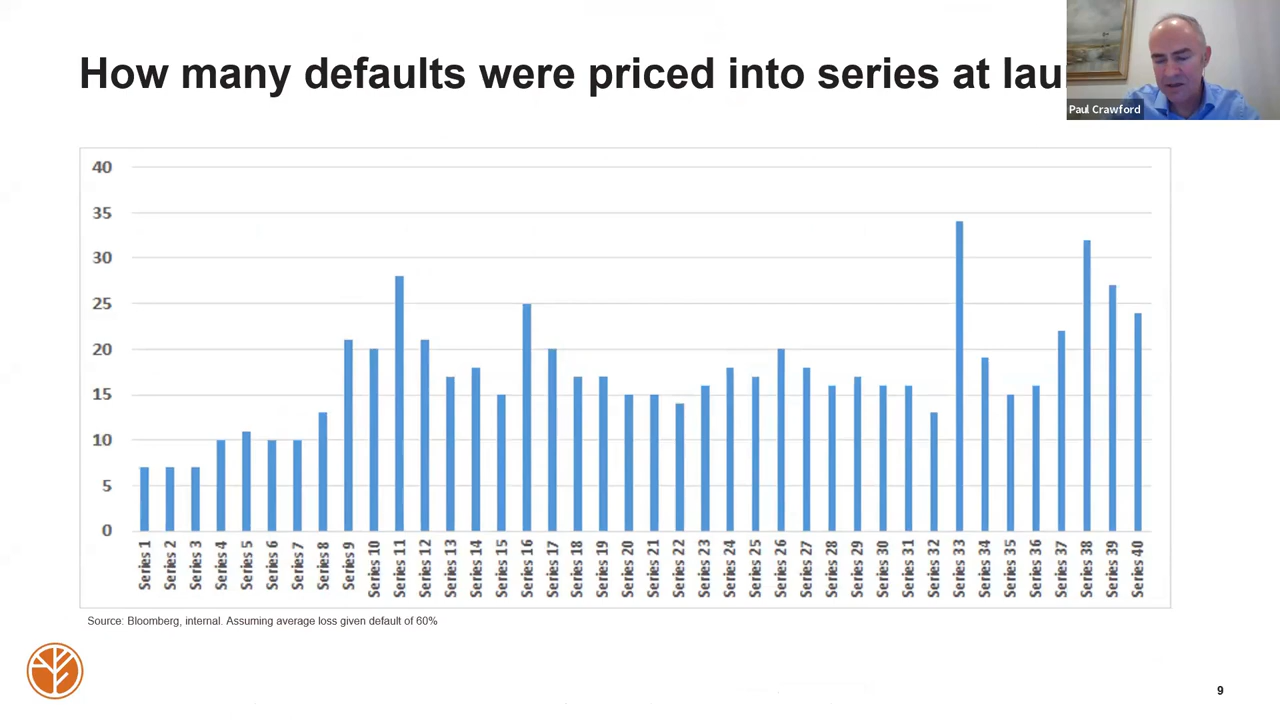 How many defaults were priced into series at lau
Paul Crawford
40
35
30
25
20
15
10
5
0
Series 1
Series 2
Series 3
Series 4
Series 5
Series 6
Series 7
Series 8
Series 9
Series 10
Series 11
Series 12
Series 13
Series 14
Series 15
Series 16
Series 17
Series 18
Series 19
Series 20
Series 21
Series 22
Series 23
Series 24
Series 25
Series 26
Series 27
Series 28
Series 29
Series 30
Series 31
Series 32
Series 33
Series 34
Series 35
Series 36
Series 37
Series 38
Series 39
Series 40
Source: Bloomberg, internal. Assuming average loss given default of 60%
9